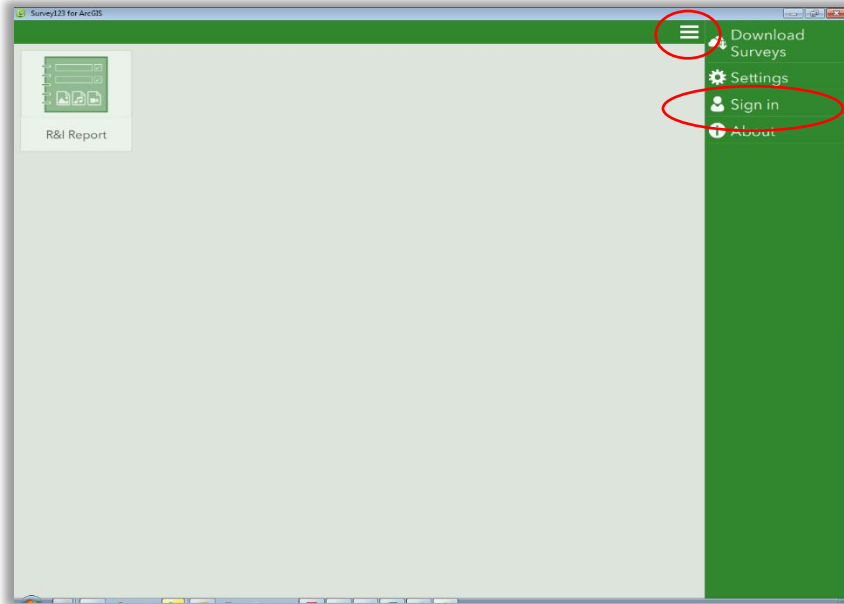 Survey123 for ArcGIS
Download
Surveys
Settings
Sign in
About
R&I Report